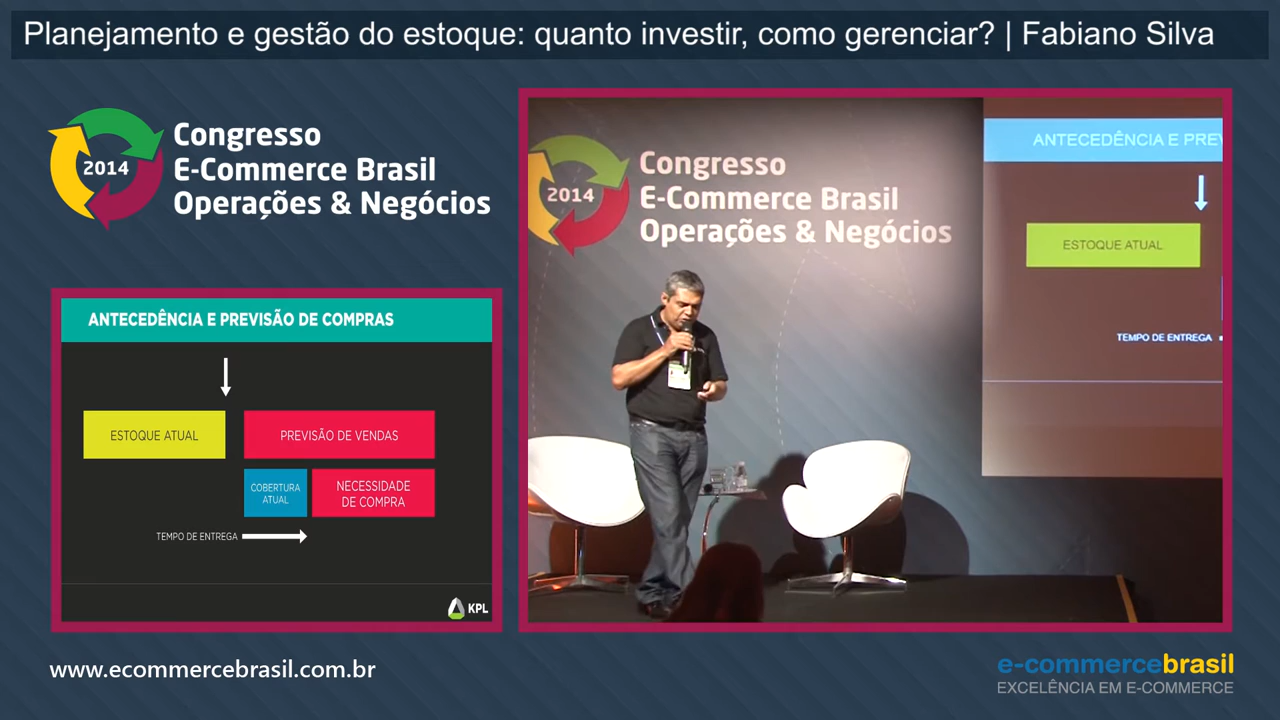 Planejamento e gestão do estoque: quanto investir, como gerenciar? | Fabiano Silva
2014
Congresso
E-Commerce Brasil
Operações & Negócios
ANTECEDÊNCIA E PREVISÃO DE COMPRAS
ESTOQUE ATUAL
PREVISÃO DE VENDAS
COBERTURA
ATUAL
NECESSIDADE
DE COMPRA
TEMPO DE ENTREGA
KPL
2014
Congresso
E-Commerce Brasil
Operações & Negócios
ANTECEDÊNCIA E PRE
ESTOQUE ATUAL
TEMPO DE ENTREGA
www.ecommercebrasil.com.br
e-commercebrasil
EXCELÊNCIA EM E-COMMERCE